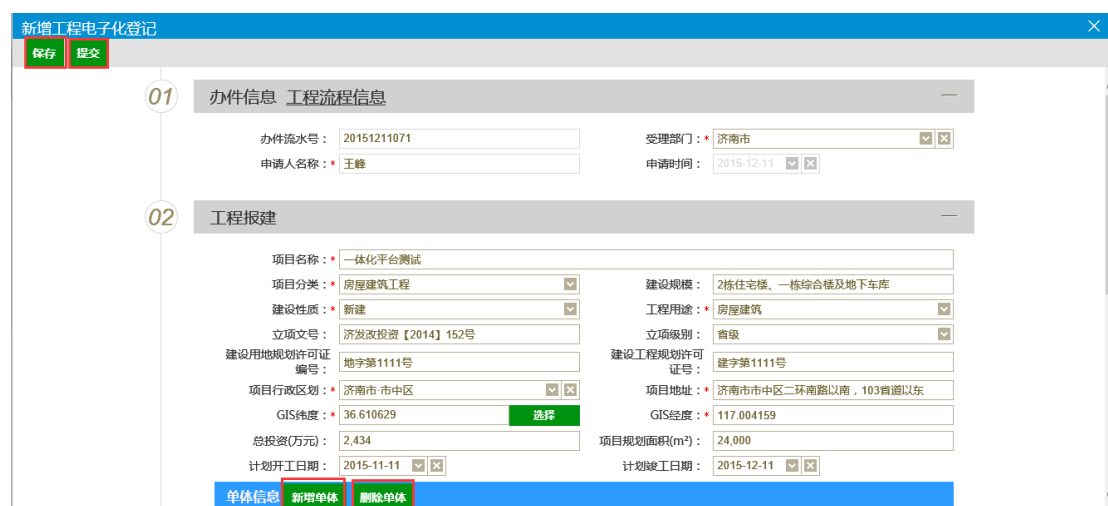 新增工程电子化登记
保存 提交
01 办件信息 工程流程信息
办件流水号： 20151211071 受理部门：* 济南市
申请人名称：* 王峰 申请时间： 2015-12-11
02 工程报建
项目名称：* 一体化平台测试
项目分类：* 房屋建筑工程 建设规模： 2栋住宅楼、一栋综合楼及地下车库
建设性质：* 新建 工程用途：* 房屋建筑
立项文号： 济发改投资【2014】152号 立项级别： 省级
建设用地规划许可证编号： 地字第1111号 建设工程规划许可证号： 建字第1111号
项目行政区划：* 济南市·市中区 项目地址：* 济南市市中区二环南路以南，103省道以东
GIS纬度：* 36.610629 选择 GIS经度：* 117.004159
总投资(万元)： 2,434 项目规划面积(m²)： 24,000
计划开工日期： 2015-11-11 计划竣工日期： 2015-12-11
单体信息 新增单体 删除单体